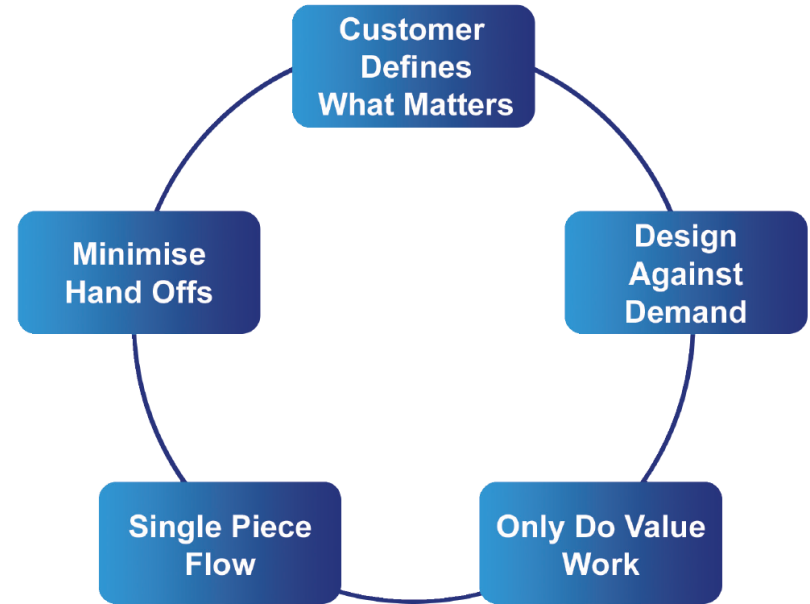 Customer
Defines
What Matters
Design
Against
Demand
Only Do Value
Work
Single Piece
Flow
Minimise
Hand Offs